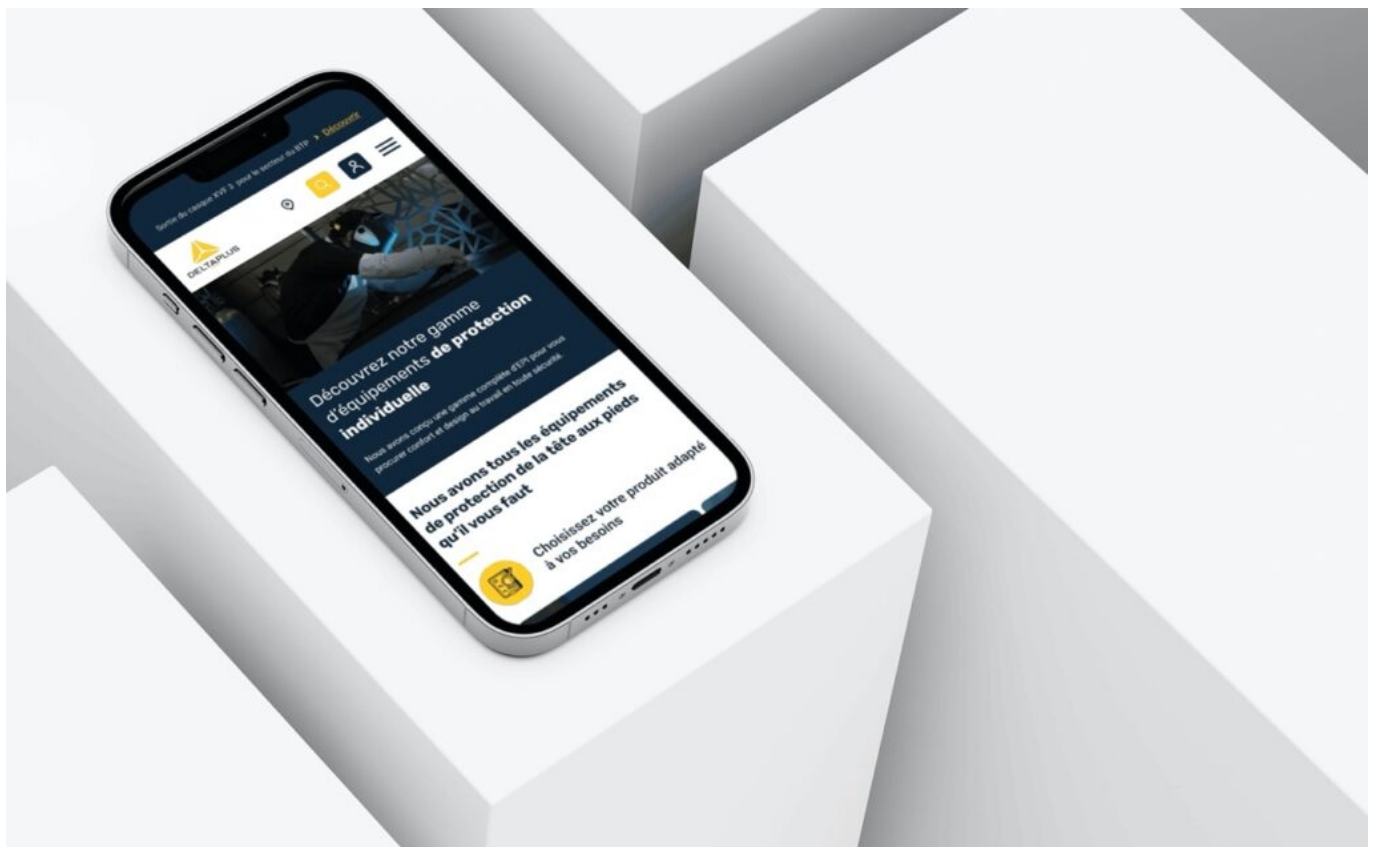 Sortie du casque XVF 3 pour le secteur du BTP > Découvrir
DELTAPLUS
Découvrez notre gamme
d'équipements de protection
individuelle
Nous avons conçu une gamme complète d'EPI pour vous
procurer confort et design au travail en toute sécurité.
Nous avons tous les équipements
de protection de la tête aux pieds
qu'il vous faut
Choisissez votre produit adapté
à vos besoins